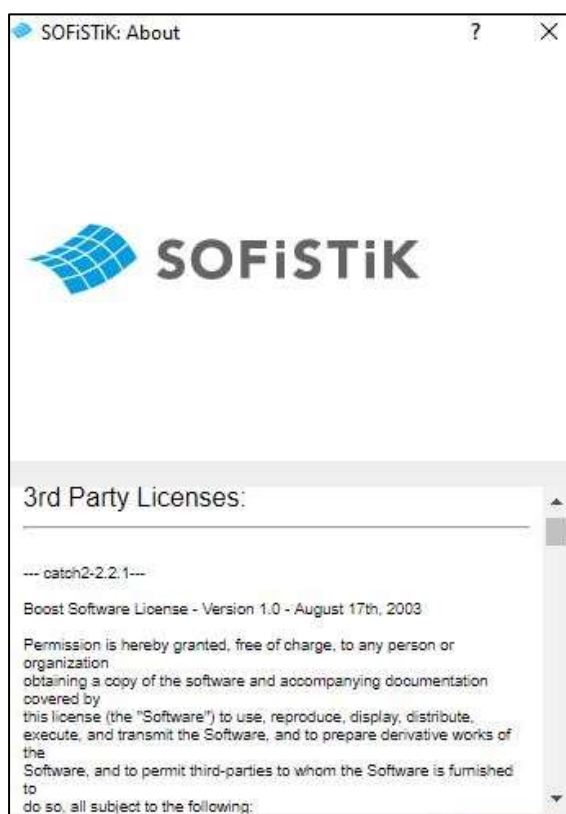 SOFiSTiK: About
?
SOFiSTiK
3rd Party Licenses:
--- catch2-2.2.1---
Boost Software License - Version 1.0 - August 17th, 2003
Permission is hereby granted, free of charge, to any person or
organization
obtaining a copy of the software and accompanying documentation
covered by
this license (the "Software") to use, reproduce, display, distribute,
execute, and transmit the Software, and to prepare derivative works of
the
Software, and to permit third-parties to whom the Software is furnished
to
do so, all subject to the following: